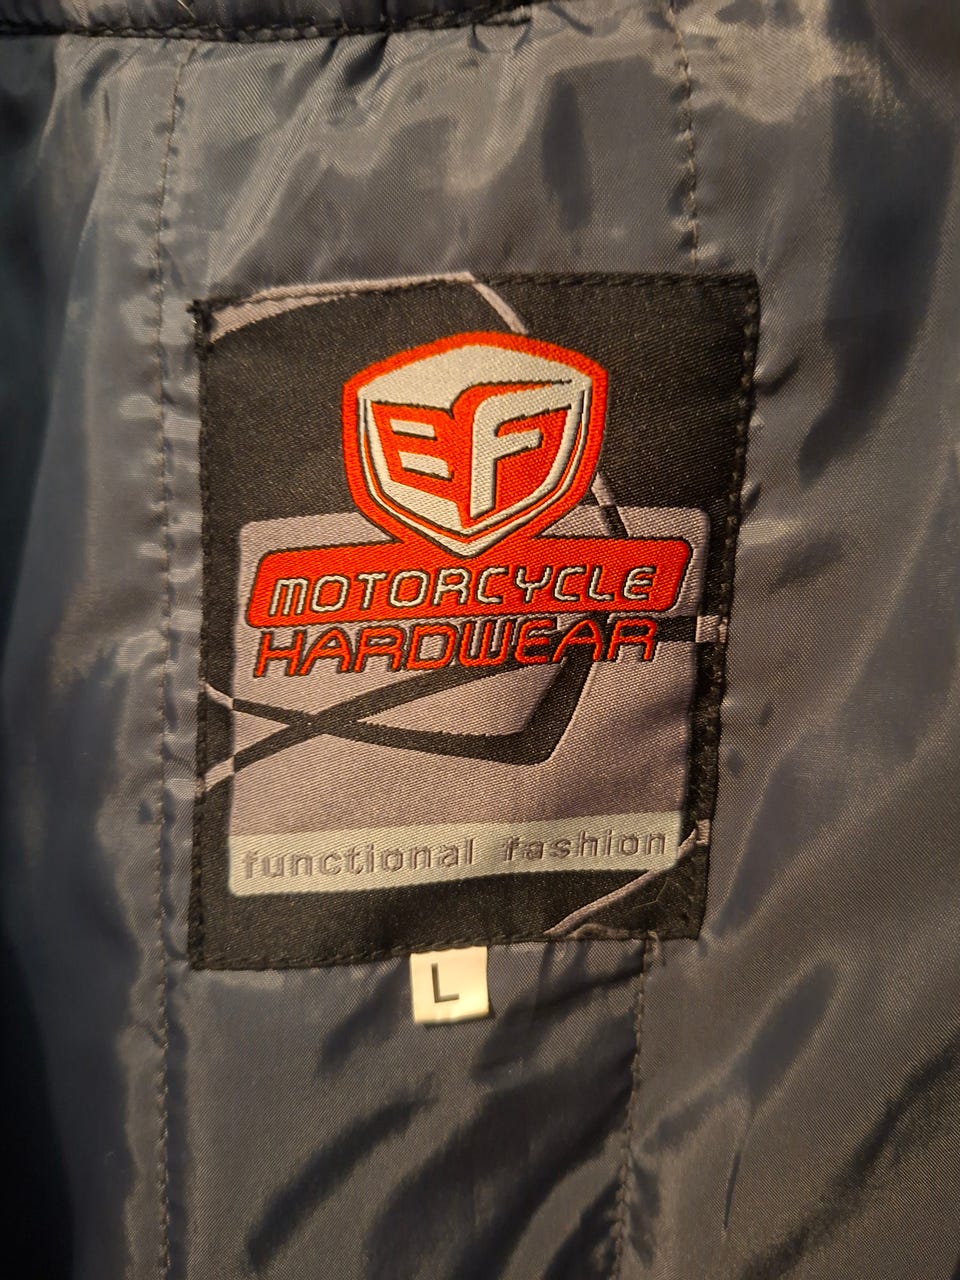 EF
MOTORCYCLE
HARDWEAR
functional fashion
L